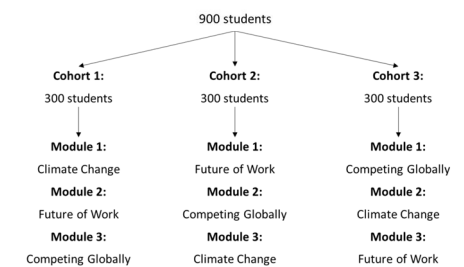 900 students
Cohort 1:
300 students
Module 1:
Climate Change
Module 2:
Future of Work
Module 3:
Competing Globally
Cohort 2:
300 students
Module 1:
Future of Work
Module 2:
Competing Globally
Module 3:
Climate Change
Cohort 3:
300 students
Module 1:
Competing Globally
Module 2:
Climate Change
Module 3:
Future of Work